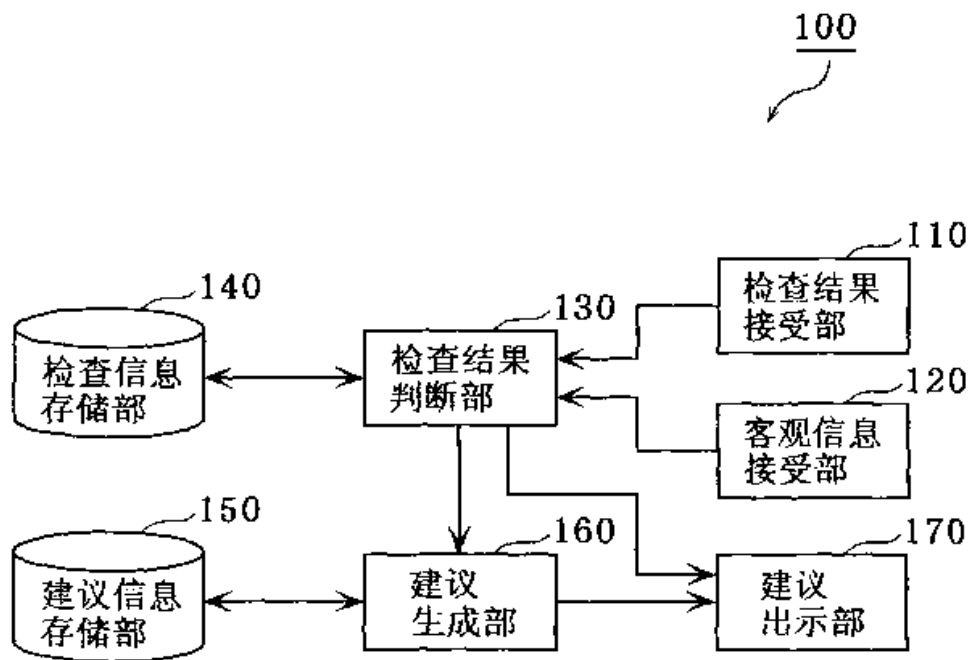 100
110
检查结果
接受部
140
检查信息
存储部
130
检查结果
判断部
120
客观信息
接受部
150
建议信息
存储部
160
建议
生成部
170
建议
出示部